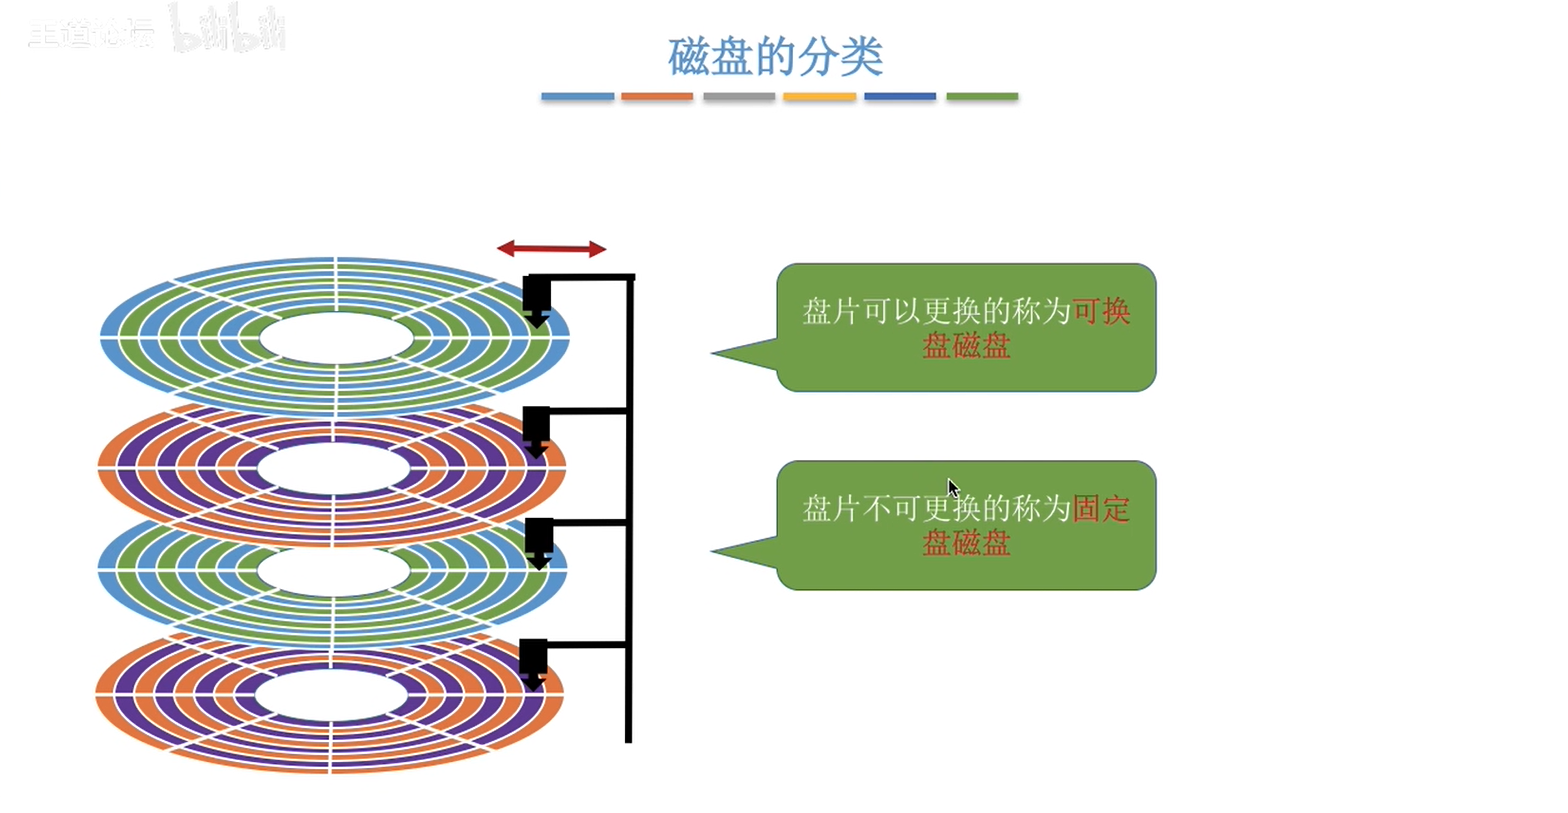 王道论坛 bilibili
磁盘的分类
盘片可以更换的称为可换
盘磁盘
盘片不可更换的称为固定
盘磁盘